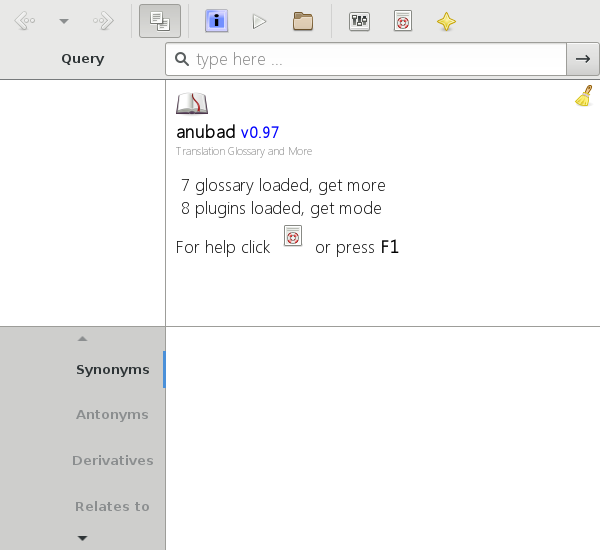 Query
type here ...
anubad v0.97
Translation Glossary and More
7 glossary loaded, get more
8 plugins loaded, get mode
For help click or press F1
Synonyms
Antonyms
Derivatives
Relates to